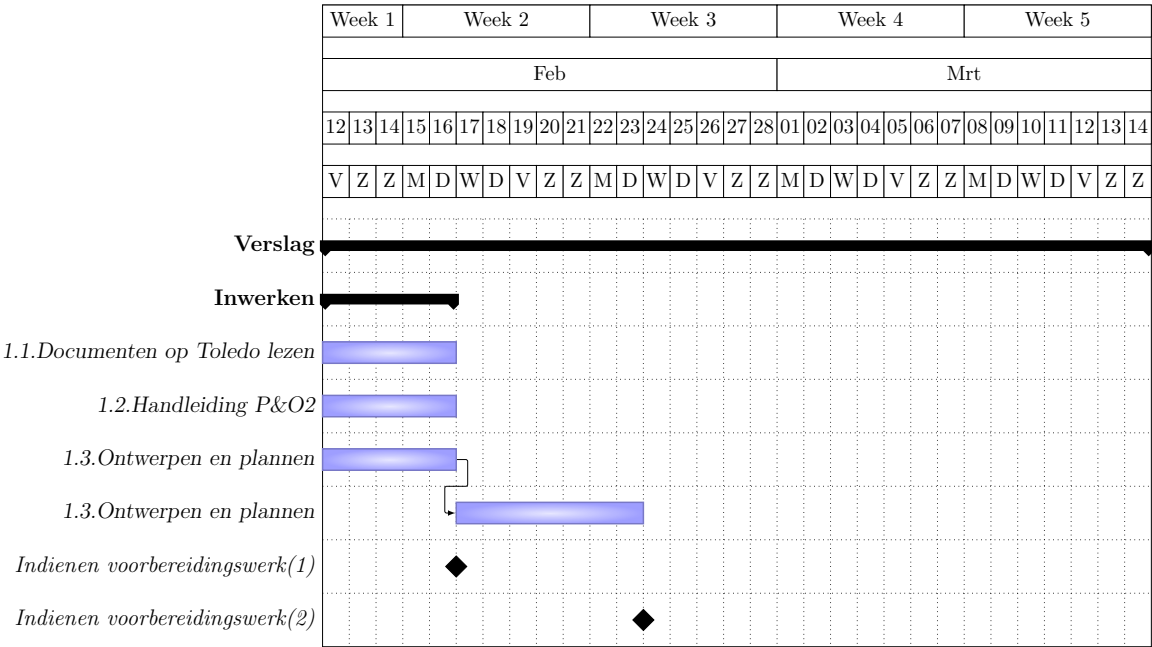 Week 1 Week 2 Week 3 Week 4 Week 5
Feb Mrt
12 13 14 15 16 17 18 19 20 21 22 23 24 25 26 27 28 01 02 03 04 05 06 07 08 09 10 11 12 13 14
V Z Z M D W D V Z Z M D W D V Z Z M D W D V Z Z M D W D V Z Z
Verslag
Inwerken
1.1.Documenten op Toledo lezen
1.2.Handleiding P&O2
1.3.Ontwerpen en plannen
1.3.Ontwerpen en plannen
Indienen voorbereidingswerk(1)
Indienen voorbereidingswerk(2)